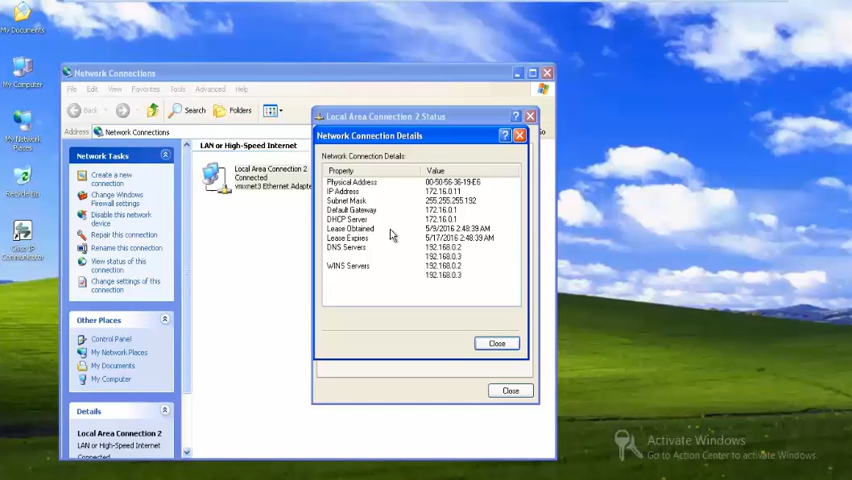 My Documents
My Computer
My Network
Places
Recycle Bin
Cisco IP
Communicator
Network Connections
File Edit View Favorites Tools Advanced Help
Back
Search
Folders
Address
Network Connections
Network Tasks
Create a new
connection
Change Windows
Firewall settings
Disable this network
device
Repair this connection
Rename this connection
View status of this
connection
Change settings of this
connection
Other Places
Control Panel
My Network Places
My Documents
My Computer
Details
Local Area Connection 2
LAN or High-Speed Internet
Connected
LAN or High-Speed Internet
Local Area Connection 2
Connected
vmxnet3 Ethernet Adapte
Local Area Connection 2 Status
Network Connection Details
Network Connection Details:
Property Value
Physical Address 00-50-56-36-19-E6
IP Address 172.16.0.11
Subnet Mask 255.255.255.192
Default Gateway 172.16.0.1
DHCP Server 172.16.0.1
Lease Obtained 5/9/2016 2:48:39 AM
Lease Expires 5/17/2016 2:48:39 AM
DNS Servers 192.168.0.2
192.168.0.3
WINS Servers 192.168.0.2
192.168.0.3
Close
Close
Activate Windows
Go to Action Center to activate Windows.